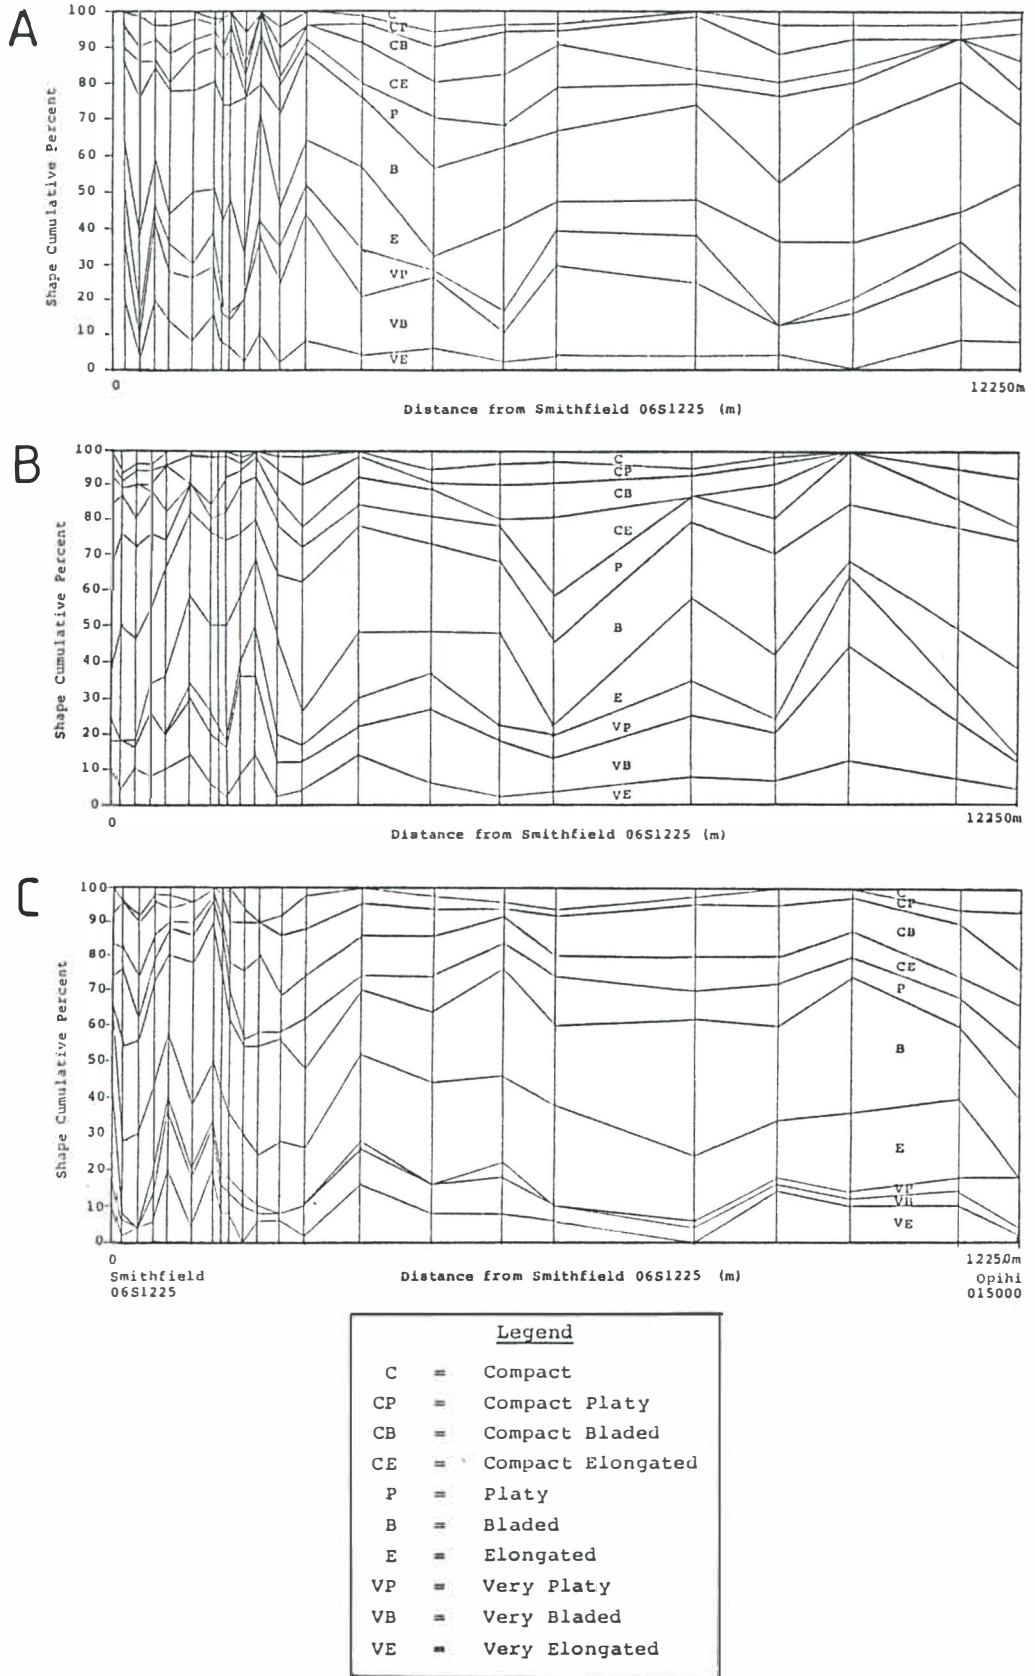 A
Shape Cumulative Percent
100
90
80
70
60
50
40
30
20
10
0
C
CP
CB
CE
P
B
E
VP
VB
VE
0
12250m
Distance from Smithfield 06S1225 (m)
B
Shape Cumulative Percent
100
90
80
70
60
50
40
30
20
10
0
C
CP
CB
CE
P
B
E
VP
VB
VE
0
12250m
Distance from Smithfield 06S1225 (m)
C
Shape Cumulative Percent
100
90
80
70
60
50
40
30
20
10
0
C
CP
CB
CE
P
B
E
VP
VB
VE
0
12250m
Smithfield
06S1225
Distance from Smithfield 06S1225 (m)
Opihi
015000
Legend
C = Compact
CP = Compact Platy
CB = Compact Bladed
CE = Compact Elongated
P = Platy
B = Bladed
E = Elongated
VP = Very Platy
VB = Very Bladed
VE = Very Elongated